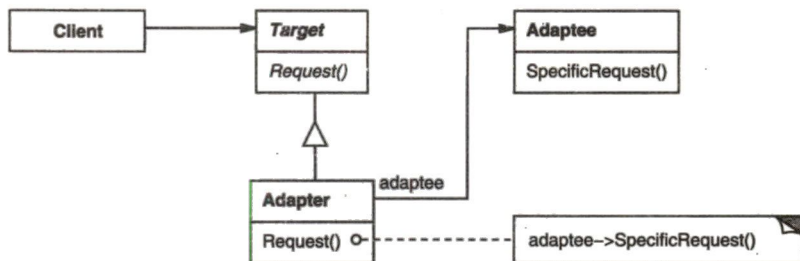 Client
Target
Request()
Adaptee
SpecificRequest()
adaptee
Adapter
Request()
adaptee->SpecificRequest()